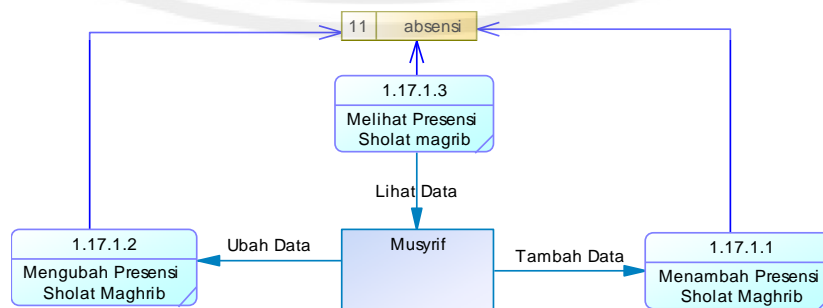 11 absensi
1.17.1.3
Melihat Presensi
Sholat magrib
Lihat Data
1.17.1.2
Mengubah Presensi
Sholat Maghrib
Ubah Data
Musyrif
Tambah Data
1.17.1.1
Menambah Presensi
Sholat Maghrib